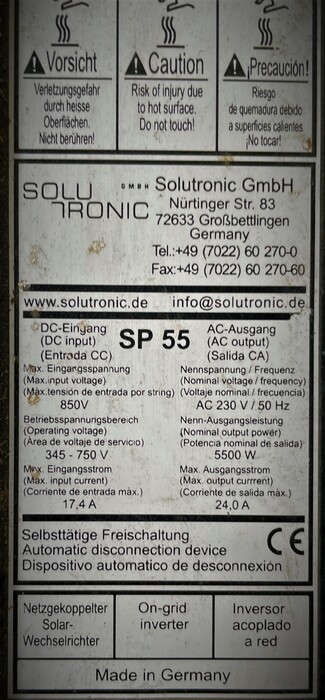 Vorsicht
Verletzungsgefahr
durch heisse
Oberflächen.
Nicht berühren!
Caution
Risk of injury due
to hot surface.
Do not touch!
¡Precaución!
Riesgo
de quemadura debido
a superficies calientes.
¡No tocar!
SOLU
TRONIC
GMBH
Solutronic GmbH
Nürtinger Str. 83
72633 Großbettlingen
Germany
Tel.:+49 (7022) 60 270-0
Fax:+49 (7022) 60 270-60
www.solutronic.de info@solutronic.de
DC-Eingang
(DC input)
(Entrada CC)
SP 55
AC-Ausgang
(AC output)
(Salida CA)
Max. Eingangsspannung
(Max.input voltage)
(Máx.tensión de entrada por string)
850V
Nennspannung / Frequenz
(Nominal voltage / frequency)
(Voltaje nominal / frecuencia)
AC 230 V / 50 Hz
Betriebsspannungsbereich
(Operating voltage)
(Área de voltaje de servicio)
345 - 750 V
Nenn-Ausgangsleistung
(Nominal output power)
(Potencia nominal de salida)
5500 W
Max. Eingangsstrom
(Max. input current)
(Corriente de entrada máx.)
17,4 A
Max. Ausgangsstrom
(Max. output currrent)
(Corriente de salida máx.)
24,0 A
Selbsttätige Freischaltung
Automatic disconnection device
Dispositivo automatico de desconnexión
CE
Netzgekoppelter
Solar-
Wechselrichter
On-grid
inverter
Inversor
acoplado
a red
Made in Germany